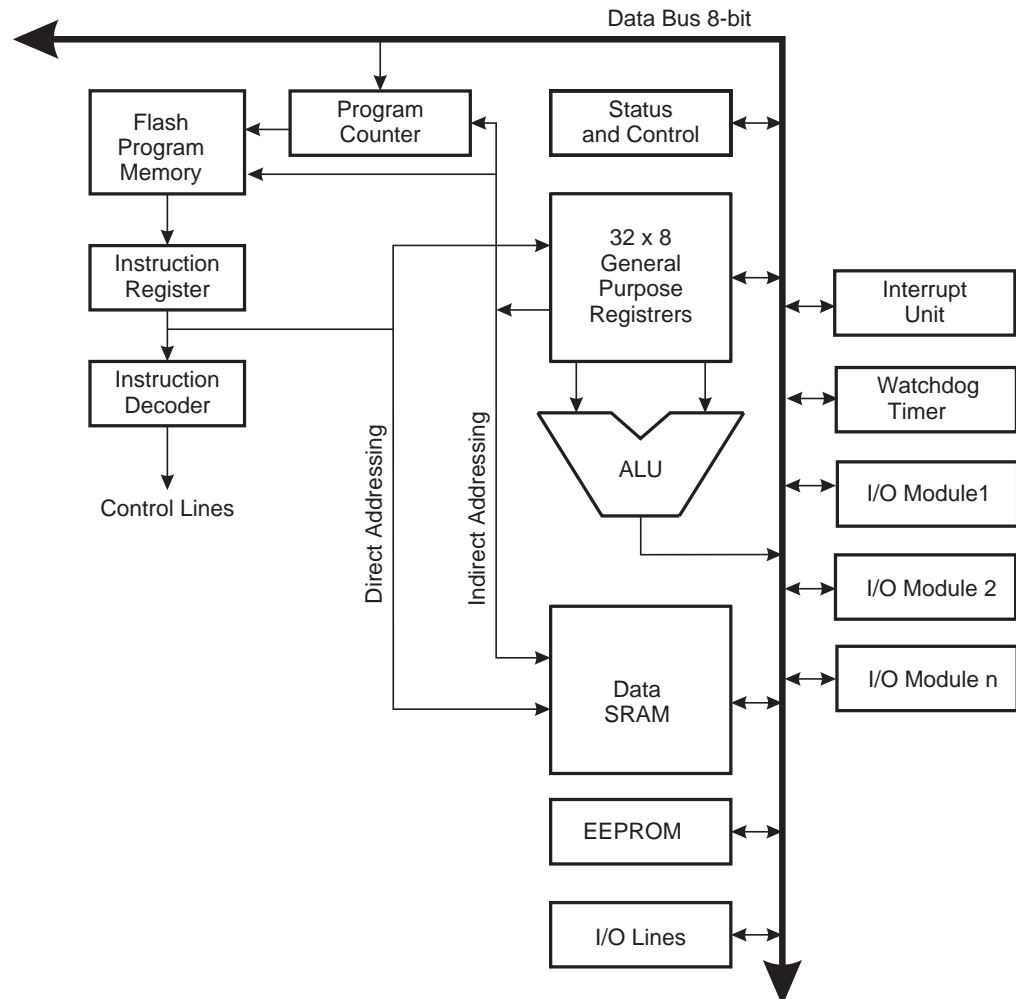 Data Bus 8-bit
Flash
Program
Memory
Program
Counter
Status
and Control
32 x 8
General
Purpose
Registrers
Instruction
Register
Instruction
Decoder
Control Lines
Direct Addressing
Indirect Addressing
ALU
Interrupt
Unit
Watchdog
Timer
I/O Module1
I/O Module 2
I/O Module n
Data
SRAM
EEPROM
I/O Lines